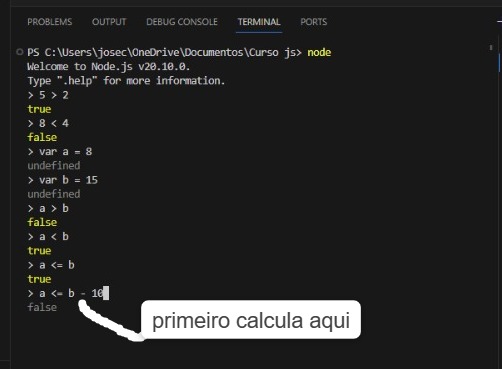 PROBLEMS OUTPUT DEBUG CONSOLE TERMINAL PORTS
PS C:\Users\josec\OneDrive\Documentos\Curso js> node
Welcome to Node.js v20.10.0.
Type ".help" for more information.
> 5 > 2
true
> 8 < 4
false
> var a = 8
undefined
> var b = 15
undefined
> a > b
false
> a < b
true
> a <= b
true
> a <= b - 10
false
primeiro calcula aqui